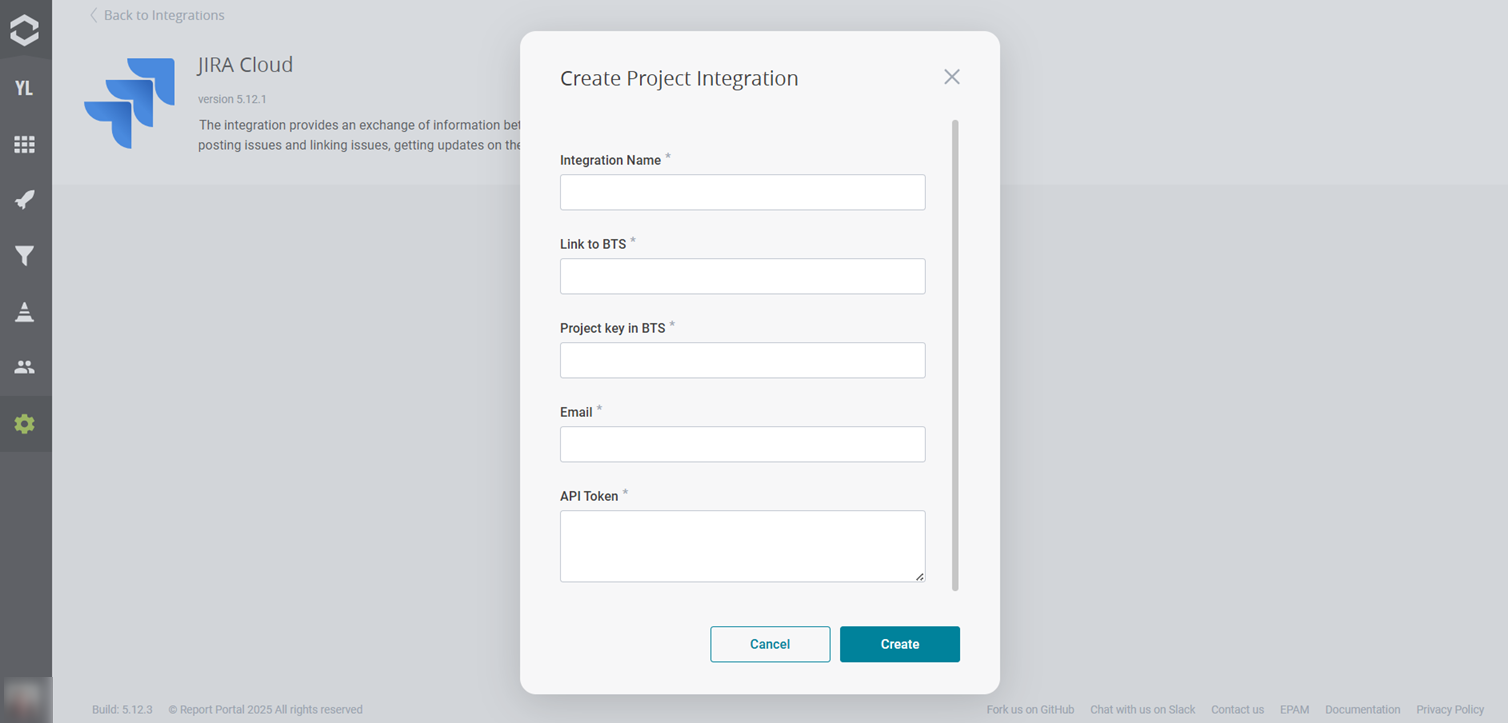 Back to Integrations
JIRA Cloud
version 5.12.1
The integration provides an exchange of information bet
posting issues and linking issues, getting updates on the
YL
Create Project Integration
Integration Name *
Link to BTS *
Project key in BTS *
Email *
API Token *
Cancel
Create
Build: 5.12.3
© Report Portal 2025 All rights reserved
Fork us on GitHub
Chat with us on Slack
Contact us
EPAM
Documentation
Privacy Policy